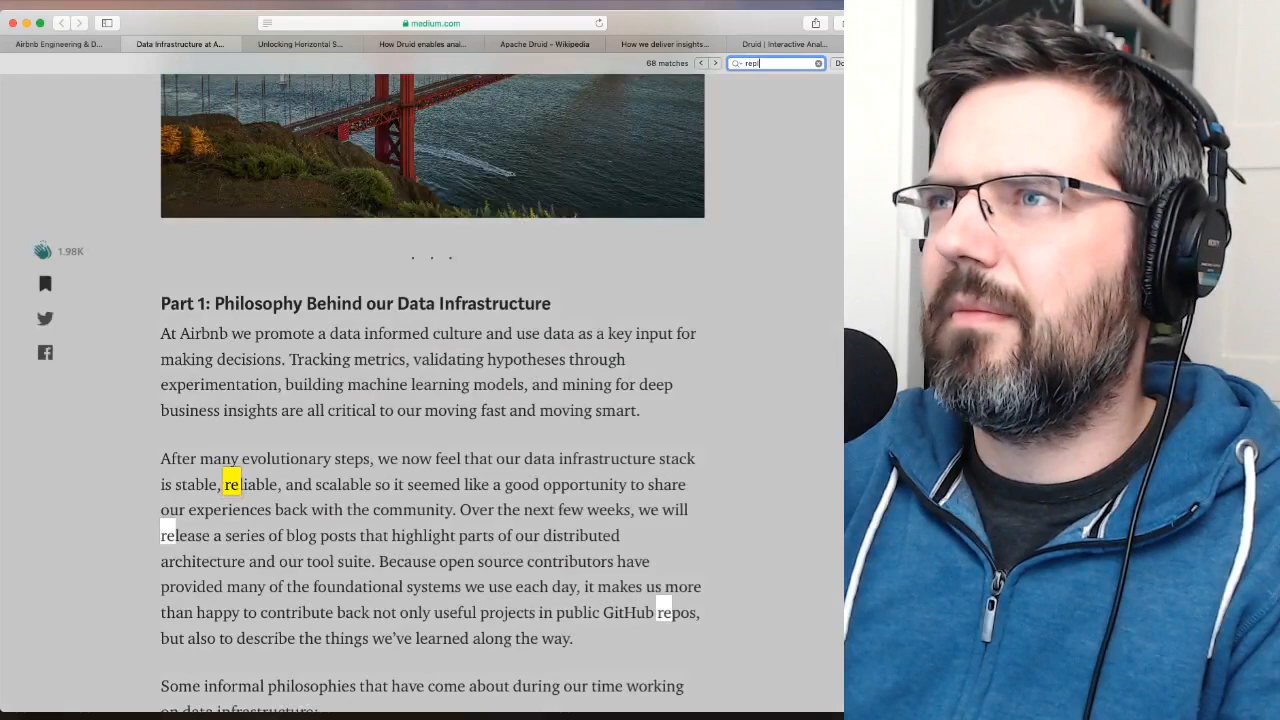 medium.com
Airbnb Engineering & D...
Data Infrastructure at A...
Unlocking Horizontal S...
How Druid enables anal...
Apache Druid - Wikipedia
How we deliver insights...
Druid | Interactive Anal...
68 matches
repl
Do
1.98K
. . .
Part 1: Philosophy Behind our Data Infrastructure
At Airbnb we promote a data informed culture and use data as a key input for
making decisions. Tracking metrics, validating hypotheses through
experimentation, building machine learning models, and mining for deep
business insights are all critical to our moving fast and moving smart.
After many evolutionary steps, we now feel that our data infrastructure stack
is stable, reliable, and scalable so it seemed like a good opportunity to share
our experiences back with the community. Over the next few weeks, we will
release a series of blog posts that highlight parts of our distributed
architecture and our tool suite. Because open source contributors have
provided many of the foundational systems we use each day, it makes us more
than happy to contribute back not only useful projects in public GitHub repos,
but also to describe the things we've learned along the way.
Some informal philosophies that have come about during our time working
on data infrastructure: